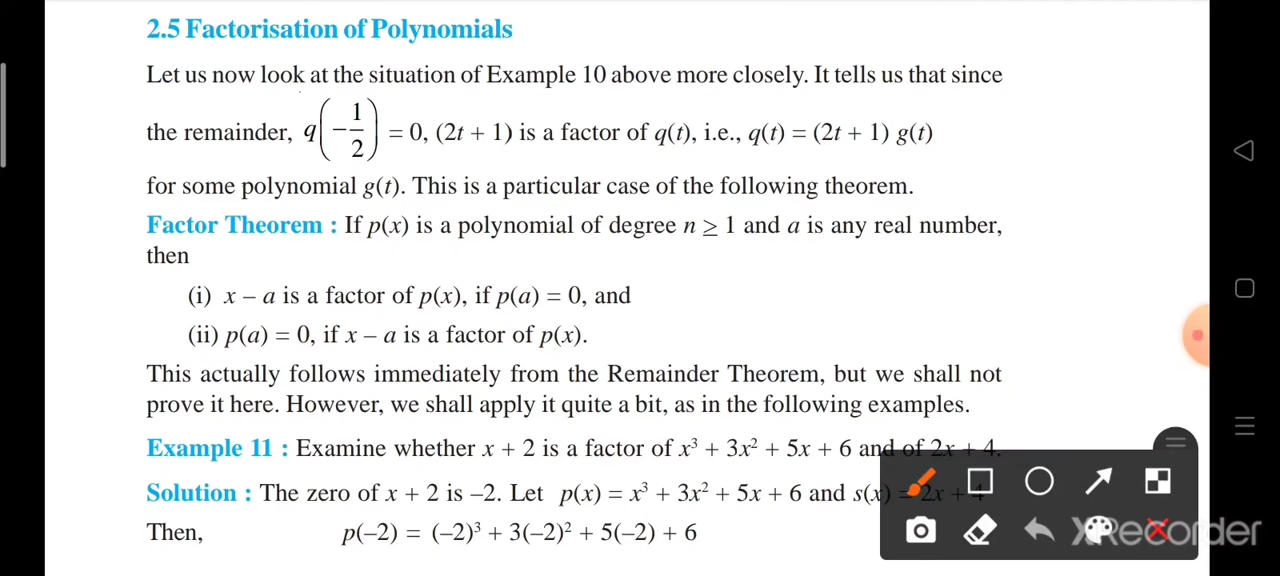 2.5 Factorisation of Polynomials
Let us now look at the situation of Example 10 above more closely. It tells us that since
the remainder, q(−1/2) = 0, (2t + 1) is a factor of q(t), i.e., q(t) = (2t + 1) g(t)
for some polynomial g(t). This is a particular case of the following theorem.
Factor Theorem : If p(x) is a polynomial of degree n ≥ 1 and a is any real number,
then
(i) x – a is a factor of p(x), if p(a) = 0, and
(ii) p(a) = 0, if x – a is a factor of p(x).
This actually follows immediately from the Remainder Theorem, but we shall not
prove it here. However, we shall apply it quite a bit, as in the following examples.
Example 11 : Examine whether x + 2 is a factor of x³ + 3x² + 5x + 6 and of 2x + 4.
Solution : The zero of x + 2 is –2. Let p(x) = x³ + 3x² + 5x + 6 and s(x) = 2x + 4
Then, p(–2) = (–2)³ + 3(–2)² + 5(–2) + 6
XRecorder